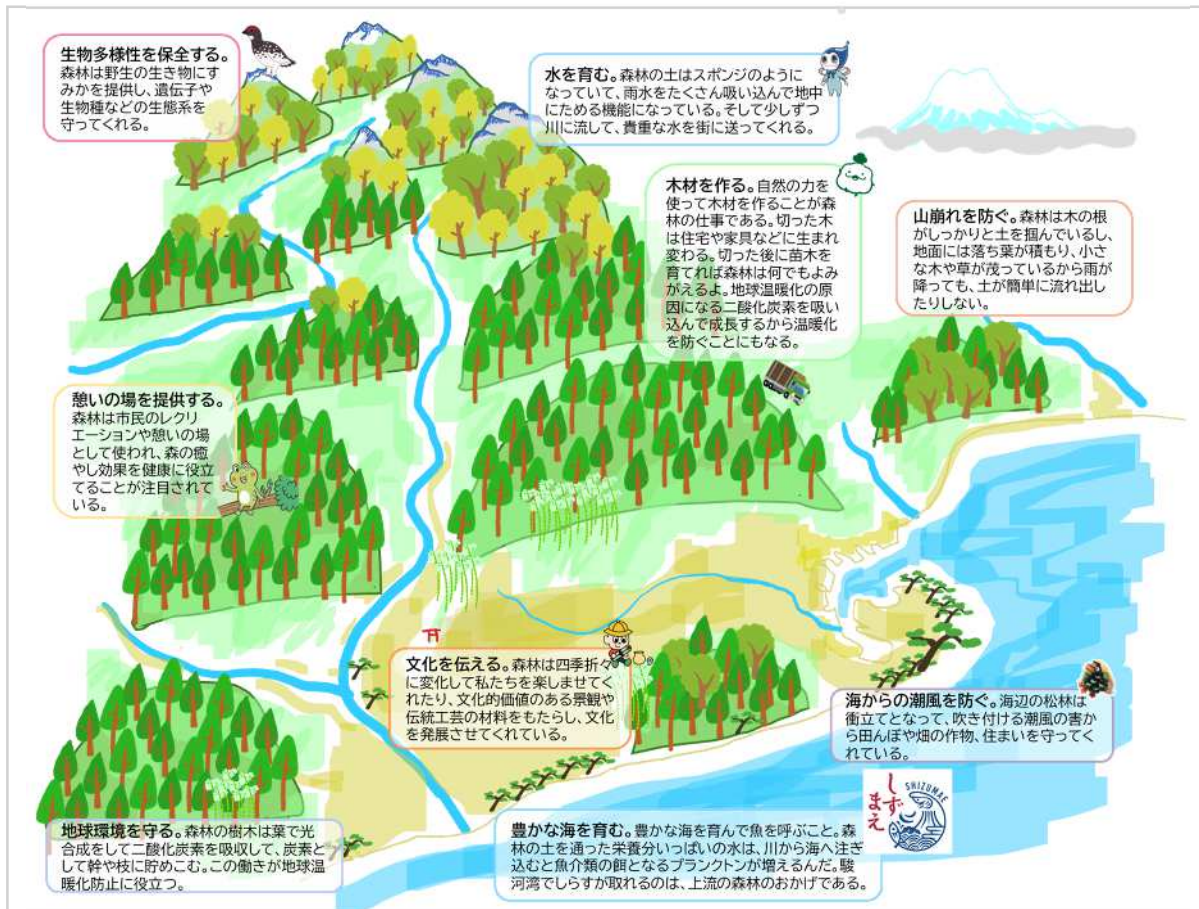 生物多様性を保全する。
森林は野生の生き物にす
みかを提供し、遺伝子や
生物種などの生態系を
守ってくれる。
水を育む。森林の土はスポンジのように
なっていて、雨水をたくさん吸い込んで地中
にためる機能になっている。そして少しずつ
川に流して、貴重な水を街に送ってくれる。
木材を作る。自然の力を
使って木材を作ることが森
林の仕事である。切った木
は住宅や家具などに生まれ
変わる。切った後に苗木を
育てれば森林は何でもよみ
がえるよ。地球温暖化の原
因になる二酸化炭素を吸い
込んで成長するから温暖化
を防ぐことにもなる。
山崩れを防ぐ。森林は木の根
がしっかりと土を掴んでいるし、
地面には落ち葉が積もり、小さ
な木や草が茂っているから雨が
降っても、土が簡単に流れ出し
たりしない。
憩いの場を提供する。
森林は市民のレクリ
エーションや憩いの場
として使われ、森の癒
やし効果を健康に役立
てることが注目されて
いる。
文化を伝える。森林は四季折々
に変化して私たちを楽しませてく
れたり、文化的価値のある景観や
伝統工芸の材料をもたらし、文化
を発展させてくれている。
海からの潮風を防ぐ。海辺の松林は
衝立てとなって、吹き付ける潮風の害か
ら田んぼや畑の作物、住まいを守ってく
れている。
しず
まえ
SHIZUMAE
地球環境を守る。森林の樹木は葉で光
合成をして二酸化炭素を吸収して、炭素と
して幹や枝に貯めこむ。この働きが地球温
暖化防止に役立つ。
豊かな海を育む。豊かな海を育んで魚を呼ぶこと。森
林の土を通った栄養分いっぱいの水は、川から海へ注ぎ
込むと魚介類の餌となるプランクトンが増えるんだ。駿
河湾でしらすが取れるのは、上流の森林のおかげである。